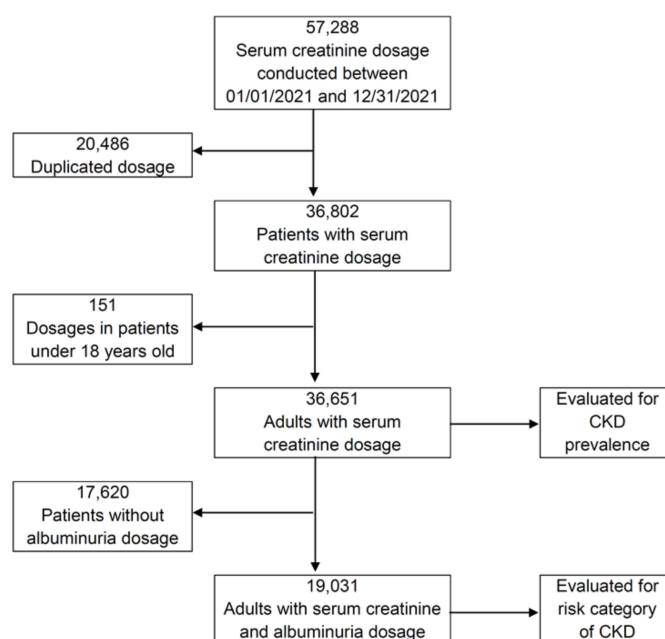 57,288
Serum creatinine dosage
conducted between
01/01/2021 and 12/31/2021
20,486
Duplicated dosage
36,802
Patients with serum
creatinine dosage
151
Dosages in patients
under 18 years old
36,651
Adults with serum
creatinine dosage
Evaluated for
CKD
prevalence
17,620
Patients without
albuminuria dosage
19,031
Adults with serum creatinine
and albuminuria dosage
Evaluated for
risk category
of CKD